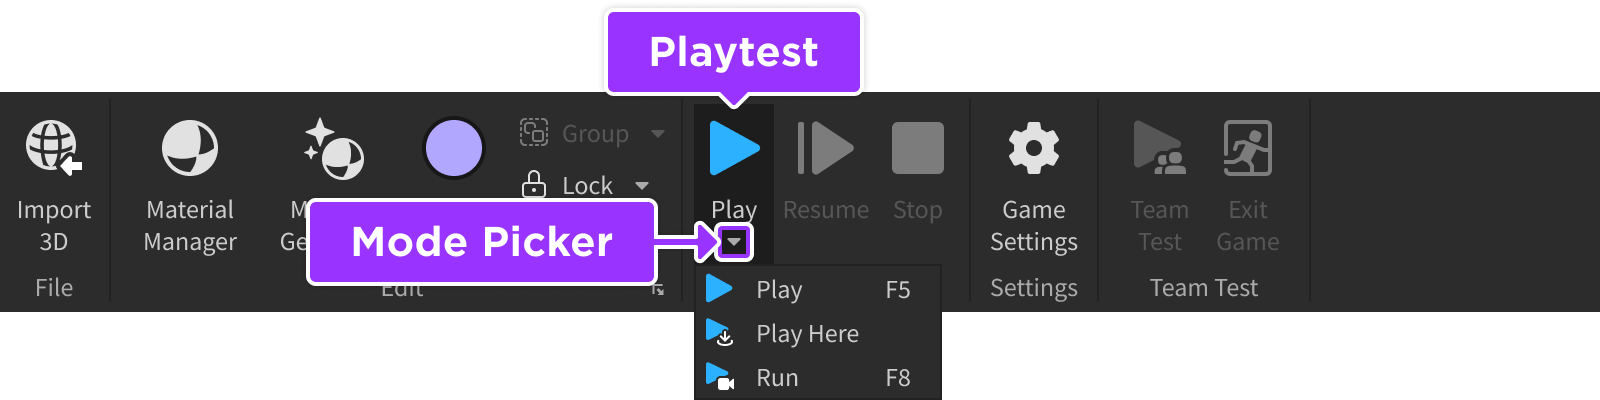 Playtest
Import
3D
File
Material
Manager
Group
Lock
Mode Picker
Edit
Play
Resume
Stop
Play F5
Play Here
Run F8
Game
Settings
Settings
Team
Test
Exit
Game
Team Test